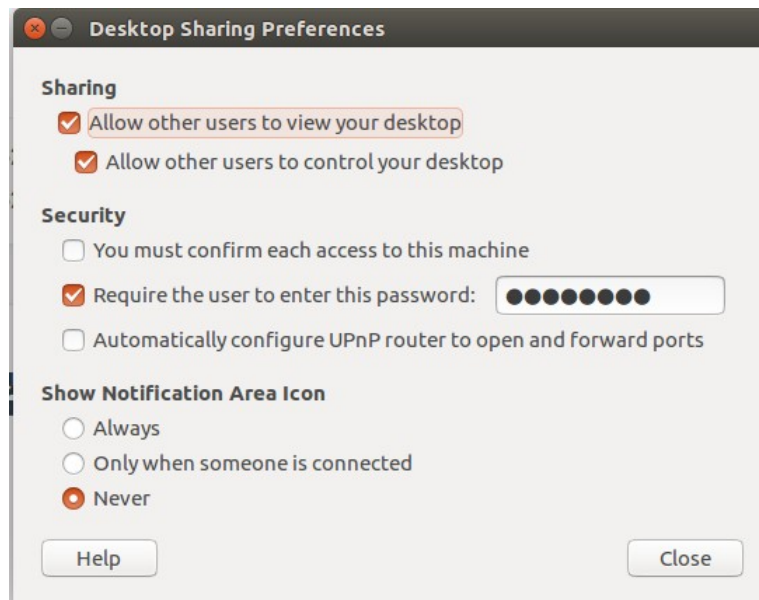 Desktop Sharing Preferences
Sharing
Allow other users to view your desktop
Allow other users to control your desktop
Security
You must confirm each access to this machine
Require the user to enter this password: ●●●●●●●●
Automatically configure UPnP router to open and forward ports
Show Notification Area Icon
Always
Only when someone is connected
Never
Help Close